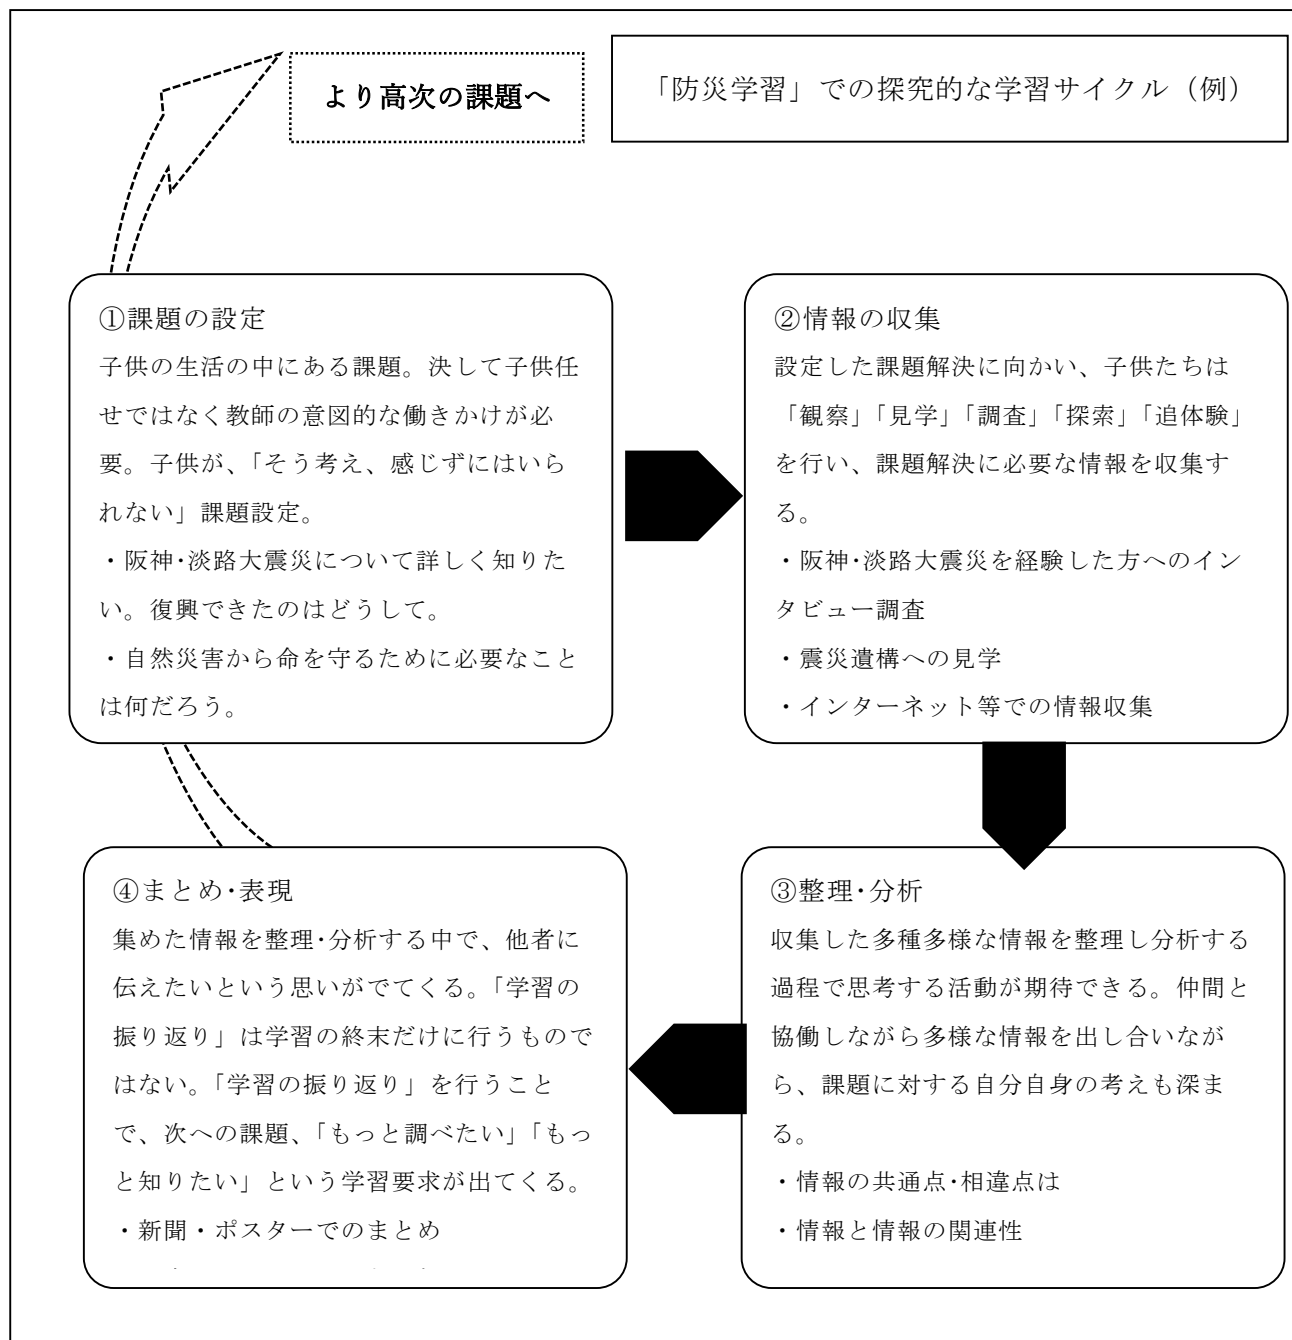 より高次の課題へ
「防災学習」での探究的な学習サイクル（例）
①課題の設定
子供の生活の中にある課題。決して子供任
せではなく教師の意図的な働きかけが必
要。子供が、「そう考え、感じずにはいら
れない」課題設定。
・阪神･淡路大震災について詳しく知りた
い。復興できたのはどうして。
・自然災害から命を守るために必要なこと
は何だろう。
②情報の収集
設定した課題解決に向かい、子供たちは
「観察」「見学」「調査」「探索」「追体験」
を行い、課題解決に必要な情報を収集す
る。
・阪神･淡路大震災を経験した方へのイン
タビュー調査
・震災遺構への見学
・インターネット等での情報収集
③整理･分析
収集した多種多様な情報を整理し分析する
過程で思考する活動が期待できる。仲間と
協働しながら多様な情報を出し合いなが
ら、課題に対する自分自身の考えも深ま
る。
・情報の共通点･相違点は
・情報と情報の関連性
④まとめ･表現
集めた情報を整理･分析する中で、他者に
伝えたいという思いがでてくる。「学習の
振り返り」は学習の終末だけに行うもので
はない。「学習の振り返り」を行うこと
で、次への課題、「もっと調べたい」「もっ
と知りたい」という学習要求が出てくる。
・新聞・ポスターでのまとめ